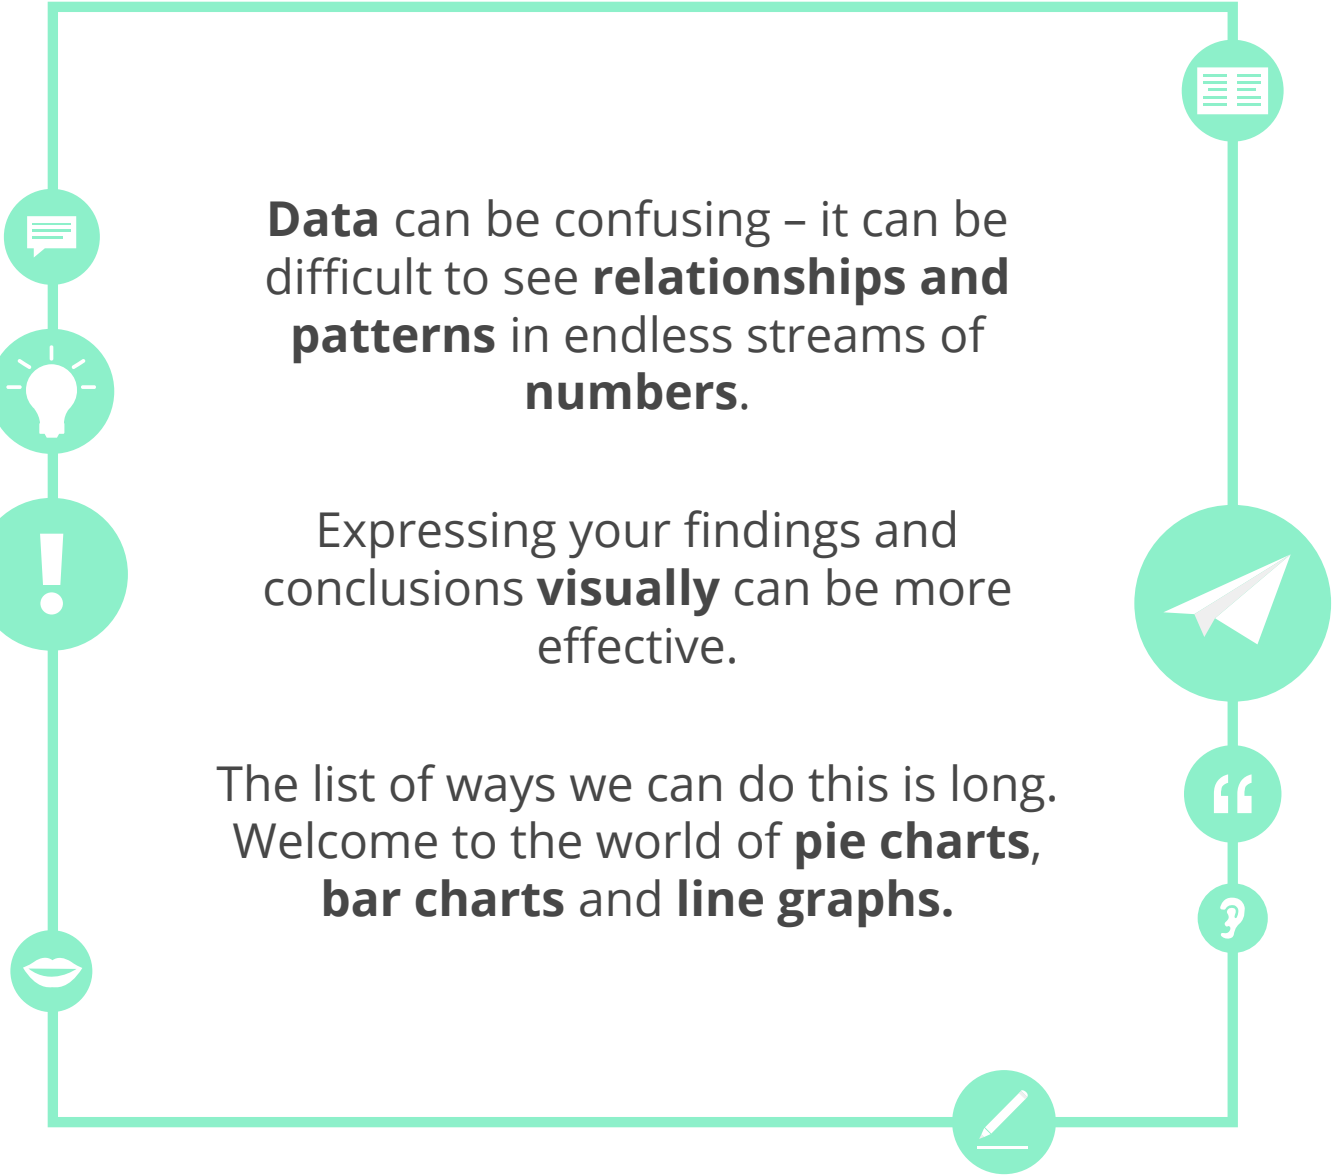 Data can be confusing – it can be
difficult to see relationships and
patterns in endless streams of
numbers.
Expressing your findings and
conclusions visually can be more
effective.
The list of ways we can do this is long.
Welcome to the world of pie charts,
bar charts and line graphs.